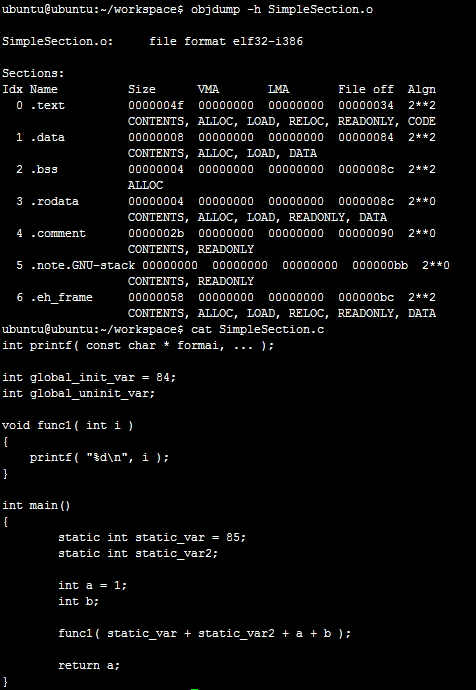 ubuntu@ubuntu:~/workspace$ objdump -h SimpleSection.o

SimpleSection.o:     file format elf32-i386

Sections:
Idx Name          Size      VMA       LMA       File off  Algn
  0 .text         0000004f  00000000  00000000  00000034  2**2
                  CONTENTS, ALLOC, LOAD, RELOC, READONLY, CODE
  1 .data         00000008  00000000  00000000  00000084  2**2
                  CONTENTS, ALLOC, LOAD, DATA
  2 .bss          00000004  00000000  00000000  0000008c  2**2
                  ALLOC
  3 .rodata       00000004  00000000  00000000  0000008c  2**0
                  CONTENTS, ALLOC, LOAD, READONLY, DATA
  4 .comment      0000002b  00000000  00000000  00000090  2**0
                  CONTENTS, READONLY
  5 .note.GNU-stack 00000000  00000000  00000000  000000bb  2**0
                  CONTENTS, READONLY
  6 .eh_frame     00000058  00000000  00000000  000000bc  2**2
                  CONTENTS, ALLOC, LOAD, RELOC, READONLY, DATA
ubuntu@ubuntu:~/workspace$ cat SimpleSection.c
int printf( const char * formai, ... );

int global_init_var = 84;
int global_uninit_var;

void func1( int i )
{
    printf( "%d\n", i );
}

int main()
{
        static int static_var = 85;
        static int static_var2;

        int a = 1;
        int b;

        func1( static_var + static_var2 + a + b );

        return a;
}